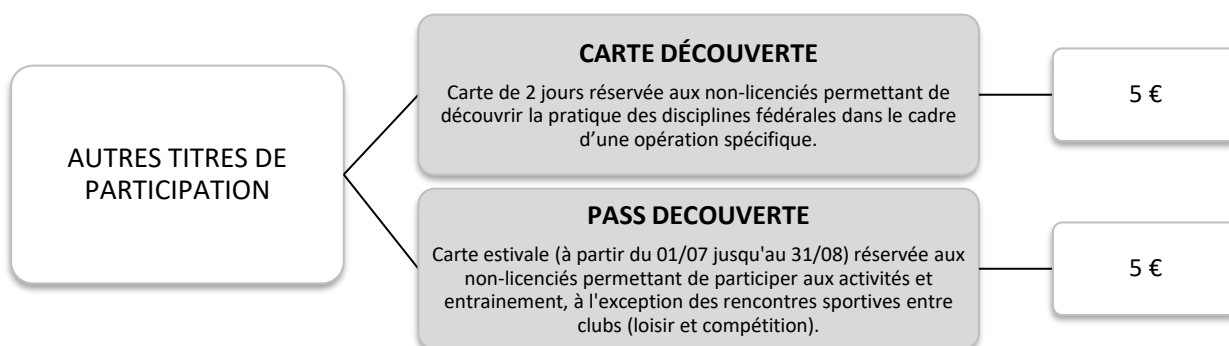 AUTRES TITRES DE
PARTICIPATION
CARTE DÉCOUVERTE
Carte de 2 jours réservée aux non-licenciés permettant de
découvrir la pratique des disciplines fédérales dans le cadre
d’une opération spécifique.
5 €
PASS DECOUVERTE
Carte estivale (à partir du 01/07 jusqu'au 31/08) réservée aux
non-licenciés permettant de participer aux activités et
entrainement, à l'exception des rencontres sportives entre
clubs (loisir et compétition).
5 €